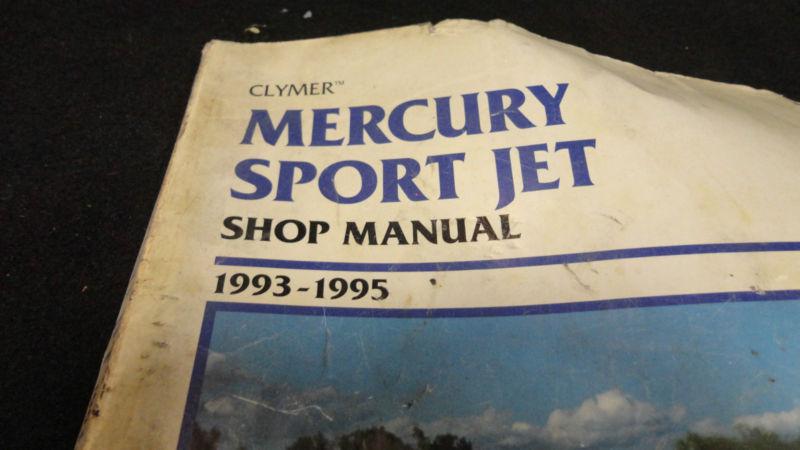 CLYMER™
MERCURY
SPORT JET
SHOP MANUAL
1993-1995